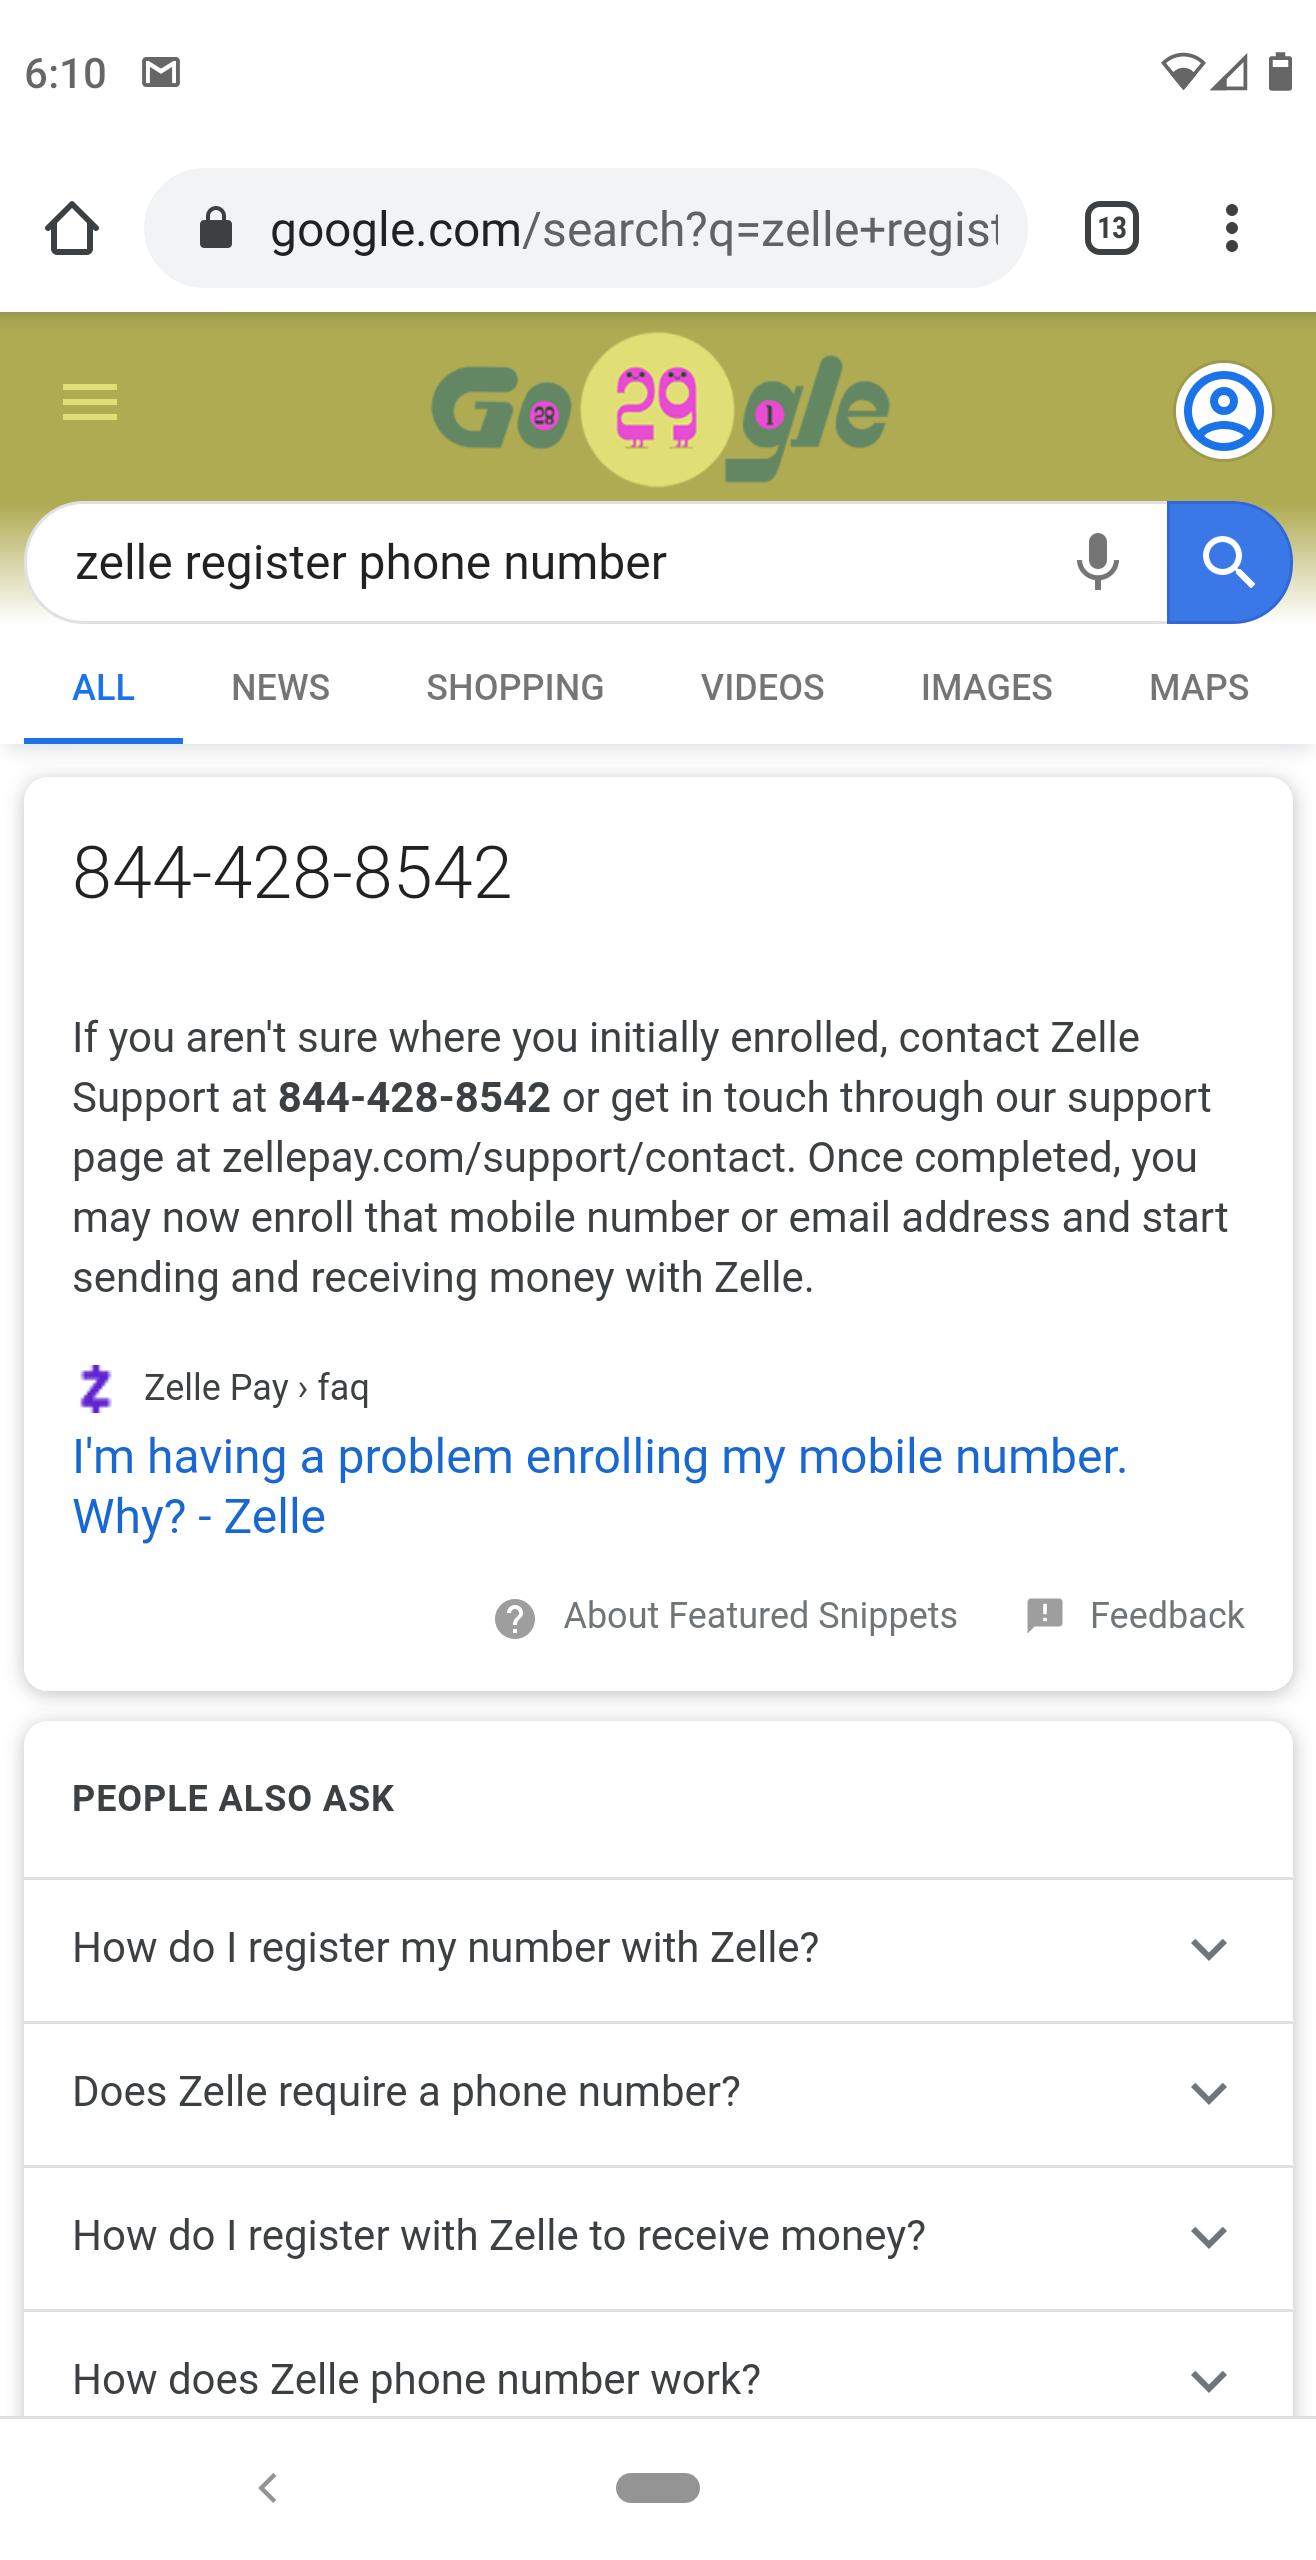 6:10
google.com/search?q=zelle+regist
13
Go 28 29 1 gle
zelle register phone number
ALL NEWS SHOPPING VIDEOS IMAGES MAPS
844-428-8542
If you aren't sure where you initially enrolled, contact Zelle
Support at 844-428-8542 or get in touch through our support
page at zellepay.com/support/contact. Once completed, you
may now enroll that mobile number or email address and start
sending and receiving money with Zelle.
Zelle Pay › faq
I'm having a problem enrolling my mobile number.
Why? - Zelle
About Featured Snippets Feedback
PEOPLE ALSO ASK
How do I register my number with Zelle?
Does Zelle require a phone number?
How do I register with Zelle to receive money?
How does Zelle phone number work?